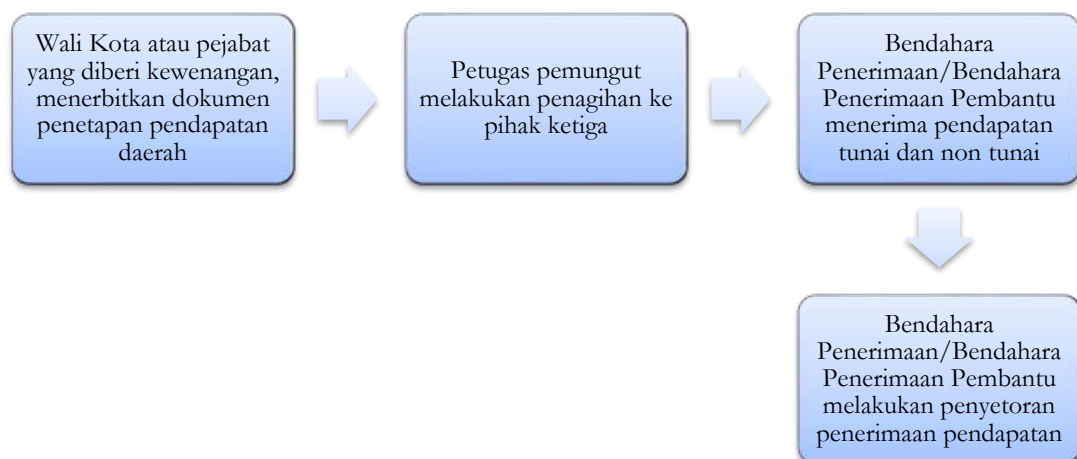 Wali Kota atau pejabat
yang diberi kewenangan,
menerbitkan dokumen
penetapan pendapatan
daerah
Petugas pemungut
melakukan penagihan ke
pihak ketiga
Bendahara
Penerimaan/Bendahara
Penerimaan Pembantu
menerima pendapatan
tunai dan non tunai
Bendahara
Penerimaan/Bendahara
Penerimaan Pembantu
melakukan penyetoran
penerimaan pendapatan